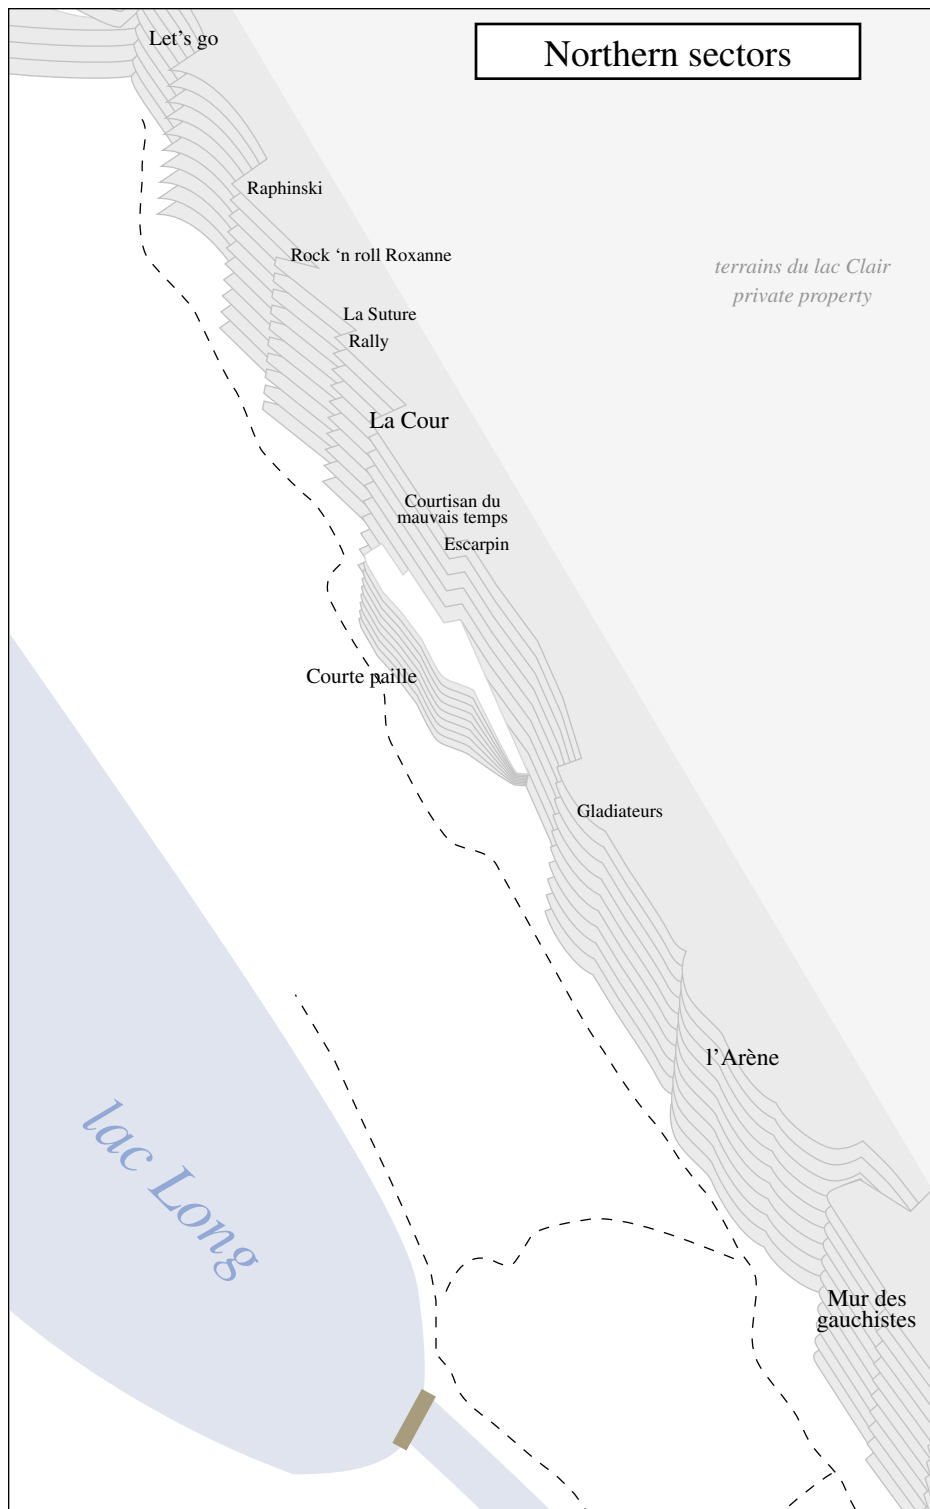 Let's go
Northern sectors
Raphinski
Rock ‘n roll Roxanne
terrains du lac Clair
private property
La Suture
Rally
La Cour
Courtisan du
mauvais temps
Escarpin
Courte paille
Gladiateurs
l’Arène
lac Long
Mur des
gauchistes